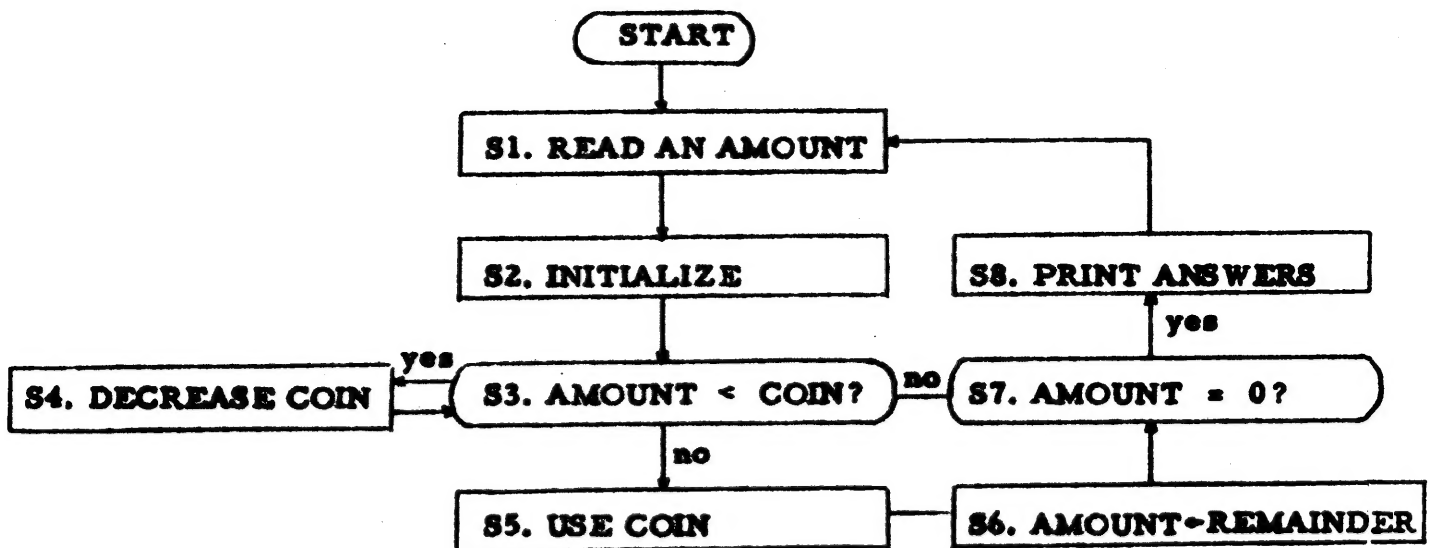 START
S1. READ AN AMOUNT
S2. INITIALIZE
S8. PRINT ANSWERS
yes
yes
S4. DECREASE COIN
S3. AMOUNT < COIN?
no
S7. AMOUNT = 0?
no
S5. USE COIN
S6. AMOUNT←REMAINDER